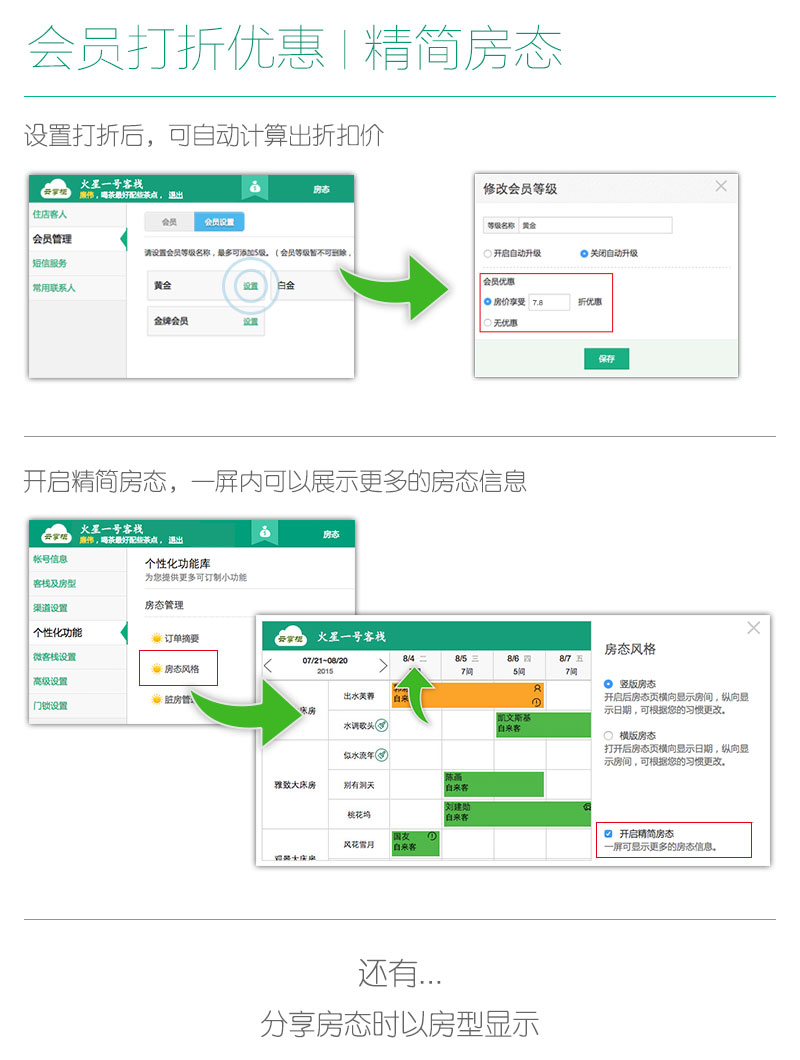 会员打折优惠 | 精简房态
设置打折后，可自动计算出折扣价
云掌柜
火星一号客栈
康伟，喝茶最好配些茶点， 退出
房态
住店客人
会员管理
短信服务
常用联系人
会员
会员设置
请设置会员等级名称，最多可添加5级。（会员等级暂不可删除，
黄金
设置
白金
金牌会员
设置
修改会员等级
等级名称
黄金
开启自动升级
关闭自动升级
会员优惠
房价享受
7.8
折优惠
无优惠
保存
开启精简房态，一屏内可以展示更多的房态信息
云掌柜
火星一号客栈
康伟，喝茶最好配些茶点， 退出
房态
帐号信息
客栈及房型
渠道设置
个性化功能
微客栈设置
高级设置
门锁设置
个性化功能库
为您提供更多可订制小功能
房态管理
订单摘要
房态风格
脏房管
云掌柜
火星一号客栈
07/21~08/20
2015
8/4 二
8/5 三
7间
8/6 四
5间
8/7 五
7间
床房
出水芙蓉
自来
水调歌头
凯文斯基
自来客
雅致大床房
似水流年
别有洞天
陈画
自来客
桃花坞
刘建勋
自来客
观景大床房
风花雪月
国友
自来客
房态风格
竖版房态
开启后房态页横向显示房间，纵向显
示日期，可根据您的习惯更改。
横版房态
打开后房态页横向显示日期，纵向显
示房间，可根据您的习惯更改。
开启精简房态
一屏可显示更多的房态信息。
还有...
分享房态时以房型显示